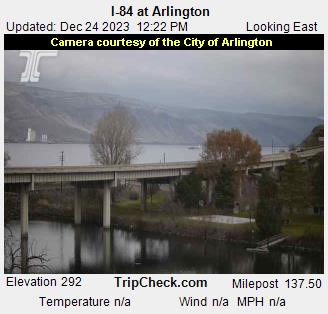 I-84 at Arlington
Updated: Dec 24 2023 12:22 PM Looking East
Camera courtesy of the City of Arlington
Elevation 292 TripCheck.com Milepost 137.50
Temperature n/a Wind n/a MPH n/a